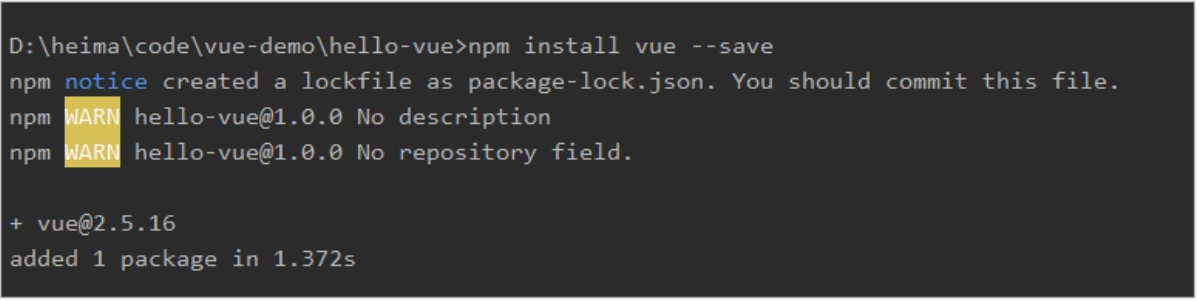 D:\heima\code\vue-demo\hello-vue>npm install vue --save
npm notice created a lockfile as package-lock.json. You should commit this file.
npm WARN hello-vue@1.0.0 No description
npm WARN hello-vue@1.0.0 No repository field.
+ vue@2.5.16
added 1 package in 1.372s